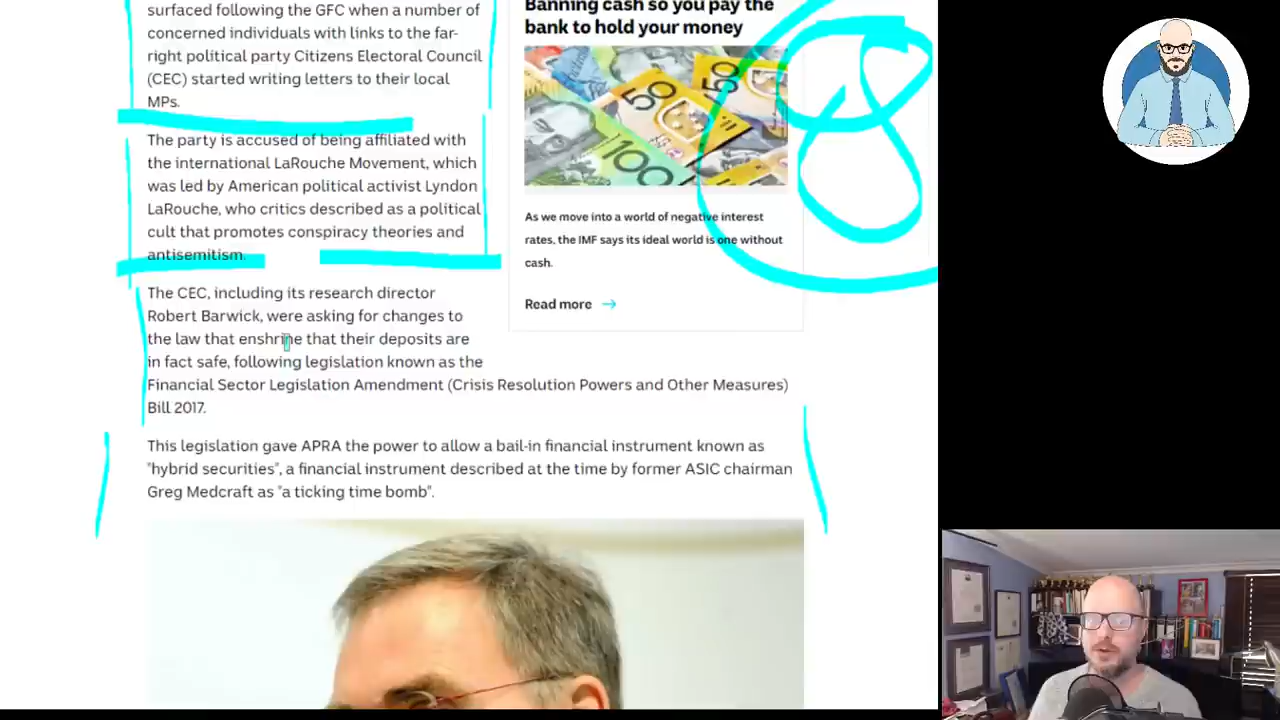 surfaced following the GFC when a number of
concerned individuals with links to the far-
right political party Citizens Electoral Council
(CEC) started writing letters to their local
MPs.
The party is accused of being affiliated with
the international LaRouche Movement, which
was led by American political activist Lyndon
LaRouche, who critics described as a political
cult that promotes conspiracy theories and
antisemitism.
The CEC, including its research director
Robert Barwick, were asking for changes to
the law that enshrine that their deposits are
in fact safe, following legislation known as the
Financial Sector Legislation Amendment (Crisis Resolution Powers and Other Measures)
Bill 2017.
This legislation gave APRA the power to allow a bail-in financial instrument known as
"hybrid securities", a financial instrument described at the time by former ASIC chairman
Greg Medcraft as "a ticking time bomb".
Banning cash so you pay the
bank to hold your money
50
50
100
As we move into a world of negative interest
rates, the IMF says its ideal world is one without
cash.
Read more →